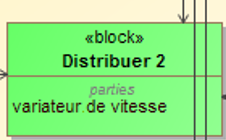 «block»
Distribuer 2
parties
variateur de vitesse